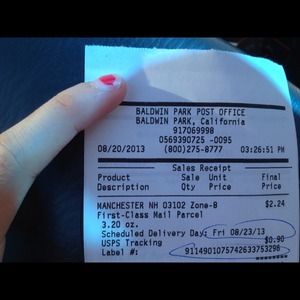 BALDWIN PARK POST OFFICE
BALDWIN PARK, California
917069998
0569390725 -0095
08/20/2013 (800)275-8777 03:26:51 PM
Sales Receipt
Product Sale Unit Final
Description Qty Price Price
MANCHESTER NH 03102 Zone-8 $2.24
First-Class Mail Parcel
3.20 oz.
Scheduled Delivery Day: Fri 08/23/13
USPS Tracking $0.90
Label #: 9114901075742633753296